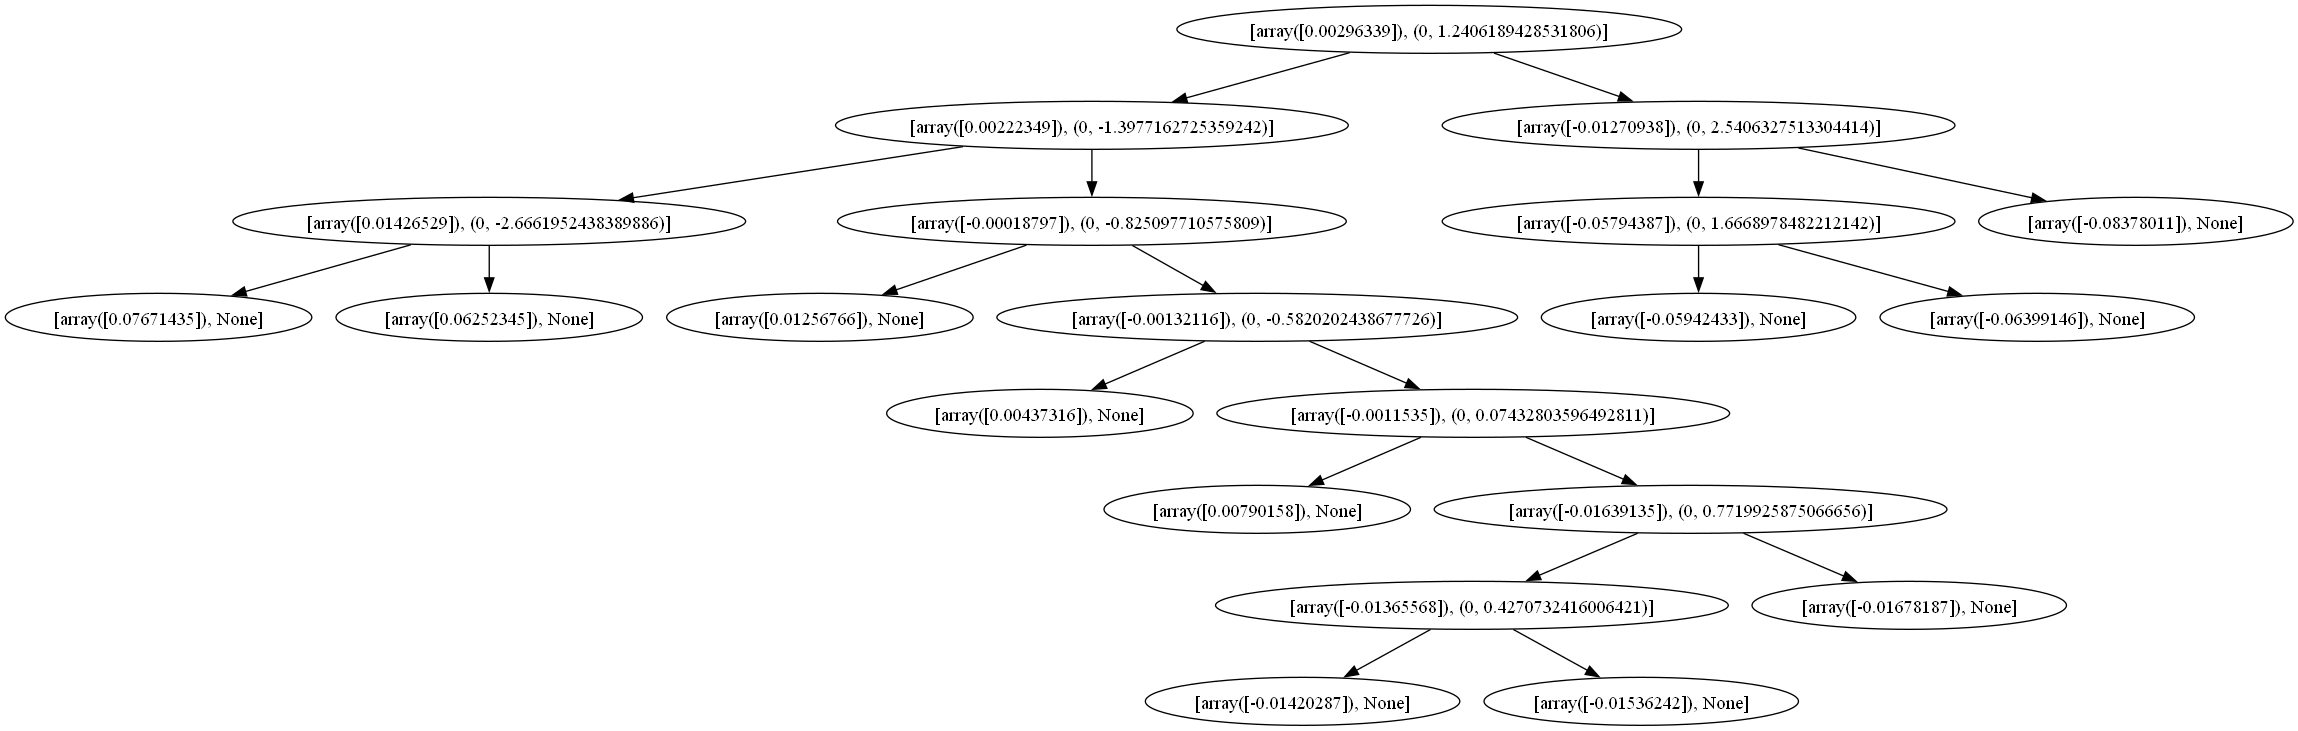 [array([0.00296339]), (0, 1.2406189428531806)]
[array([0.00222349]), (0, -1.3977162725359242)]
[array([-0.01270938]), (0, 2.5406327513304414)]
[array([0.01426529]), (0, -2.6661952438389886)]
[array([-0.00018797]), (0, -0.825097710575809)]
[array([-0.05794387]), (0, 1.6668978482212142)]
[array([-0.08378011]), None]
[array([0.07671435]), None]
[array([0.06252345]), None]
[array([0.01256766]), None]
[array([-0.00132116]), (0, -0.5820202438677726)]
[array([-0.05942433]), None]
[array([-0.06399146]), None]
[array([0.00437316]), None]
[array([-0.0011535]), (0, 0.07432803596492811)]
[array([0.00790158]), None]
[array([-0.01639135]), (0, 0.7719925875066656)]
[array([-0.01365568]), (0, 0.4270732416006421)]
[array([-0.01678187]), None]
[array([-0.01420287]), None]
[array([-0.01536242]), None]